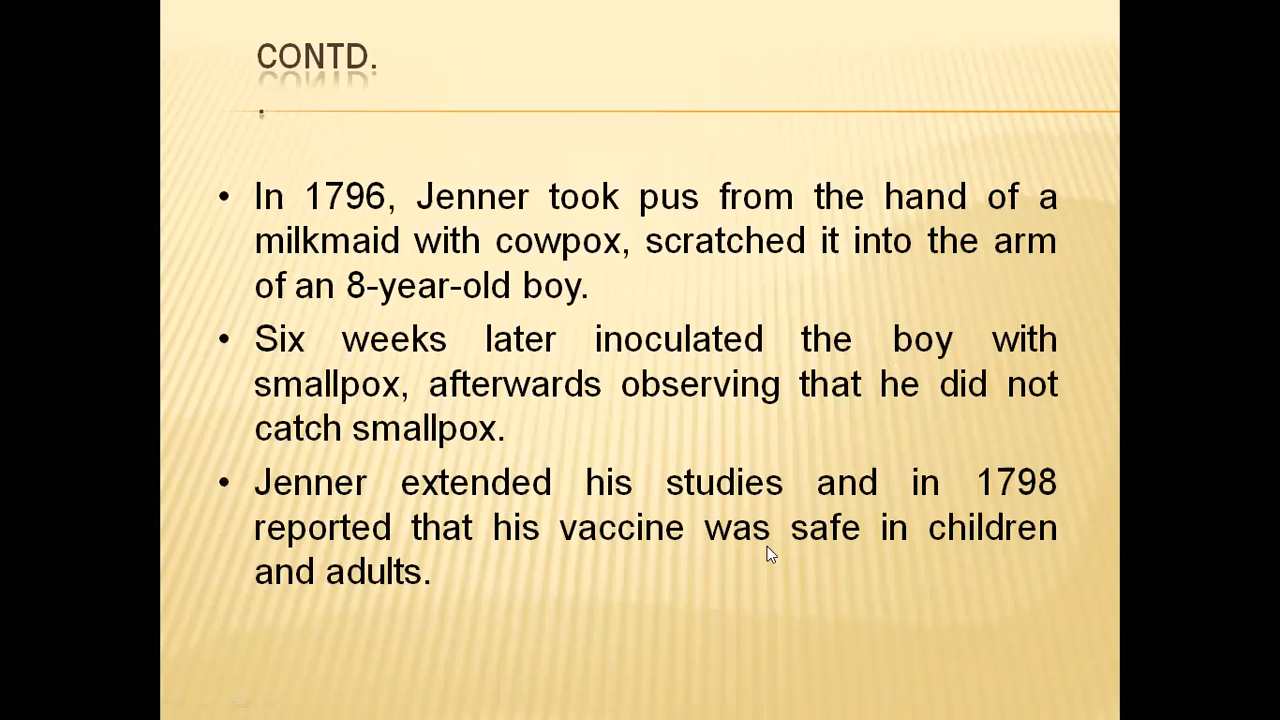 CONTD.
.
• In 1796, Jenner took pus from the hand of a
milkmaid with cowpox, scratched it into the arm
of an 8-year-old boy.
• Six weeks later inoculated the boy with
smallpox, afterwards observing that he did not
catch smallpox.
• Jenner extended his studies and in 1798
reported that his vaccine was safe in children
and adults.